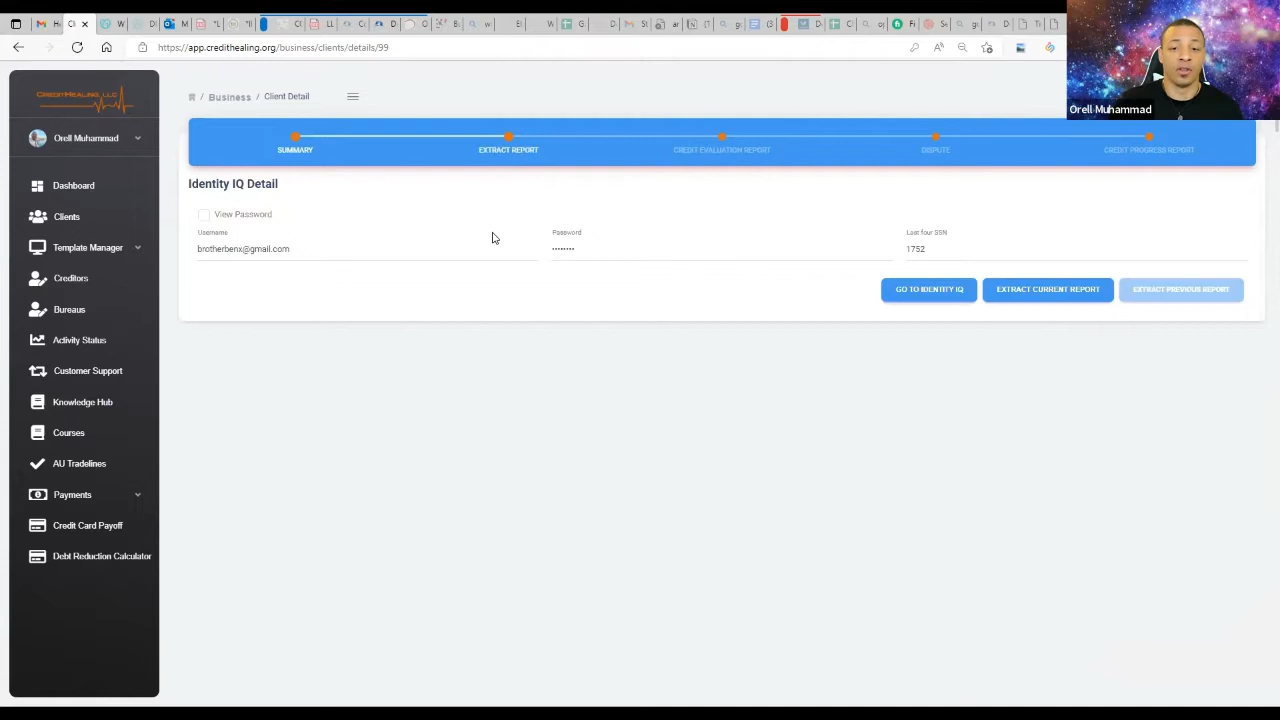 https://app.credithealing.org/business/clients/details/99
Orell Muhammad
CREDITHEALING, LLC
/ Business / Client Detail
Orell Muhammad
SUMMARY
EXTRACT REPORT
CREDIT EVALUATION REPORT
DISPUTE
CREDIT PROGRESS REPORT
Identity IQ Detail
Dashboard
Clients
Template Manager
Creditors
Bureaus
Activity Status
Customer Support
Knowledge Hub
Courses
AU Tradelines
Payments
Credit Card Payoff
Debt Reduction Calculator
View Password
Username
Password
Last four SSN
brotherbenx@gmail.com
••••••••
1752
GO TO IDENTITY IQ
EXTRACT CURRENT REPORT
EXTRACT PREVIOUS REPORT